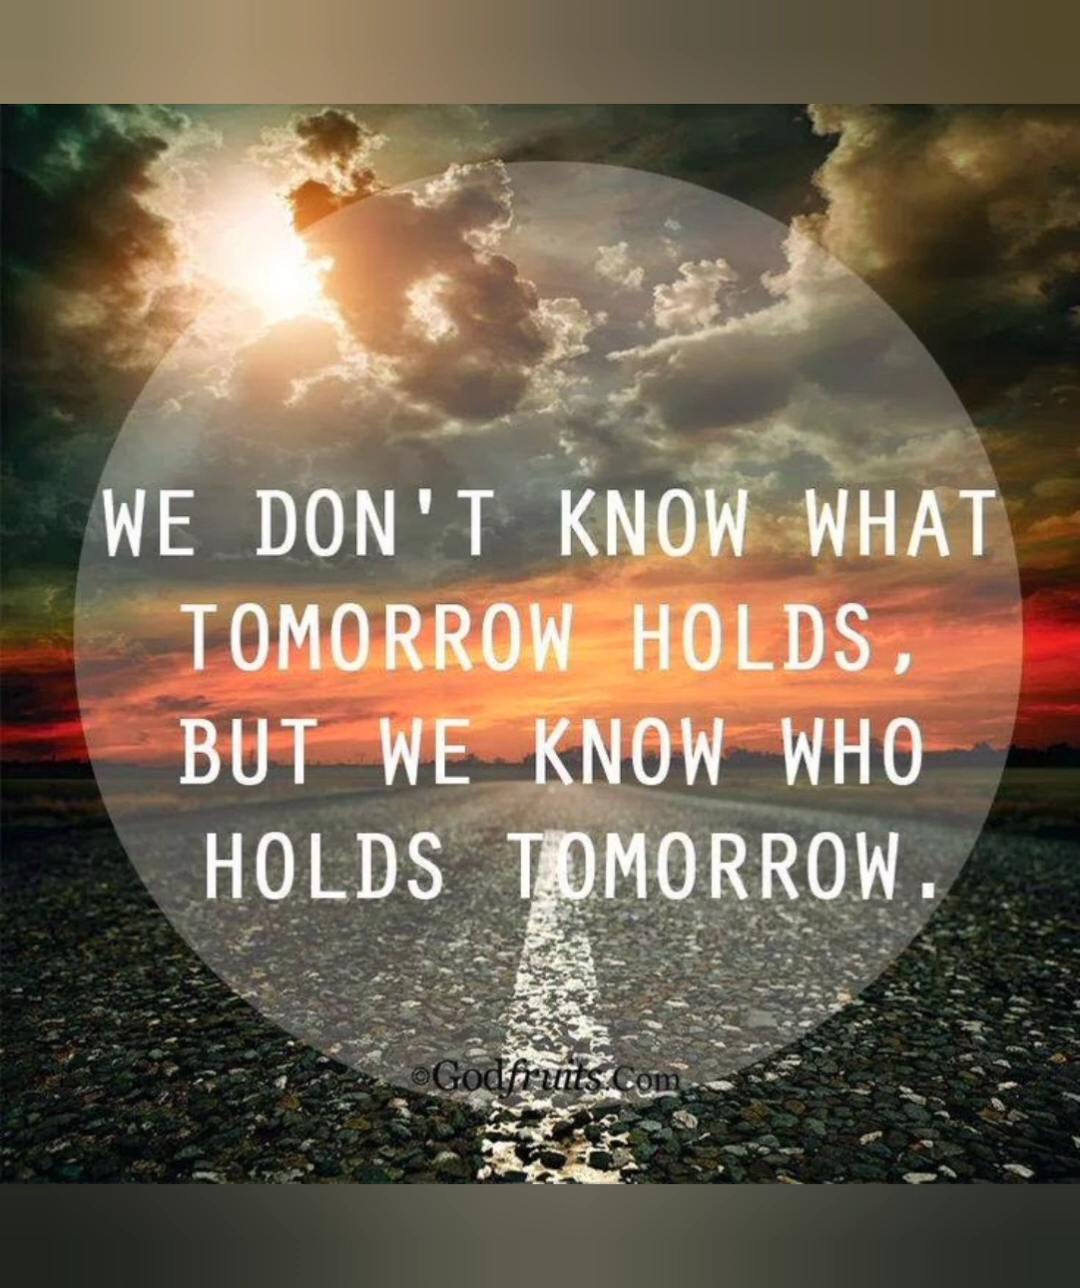 WE DON'T KNOW WHAT
TOMORROW HOLDS,
BUT WE KNOW WHO
HOLDS TOMORROW.
©Godfruits.Com